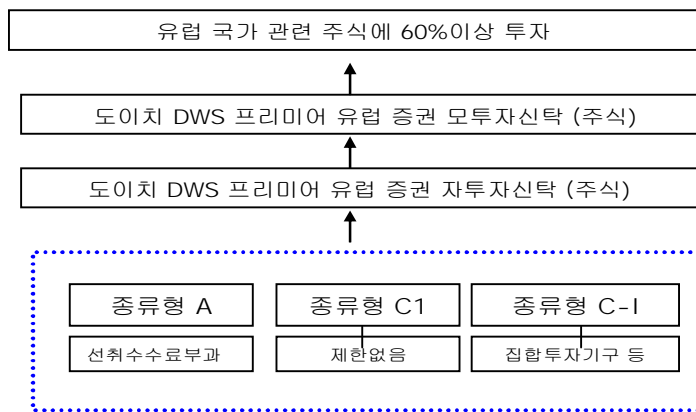 유럽 국가 관련 주식에 60%이상 투자
도이치 DWS 프리미어 유럽 증권 모투자신탁 (주식)
도이치 DWS 프리미어 유럽 증권 자투자신탁 (주식)
종류형 A
종류형 C1
종류형 C-I
선취수수료부과
제한없음
집합투자기구 등